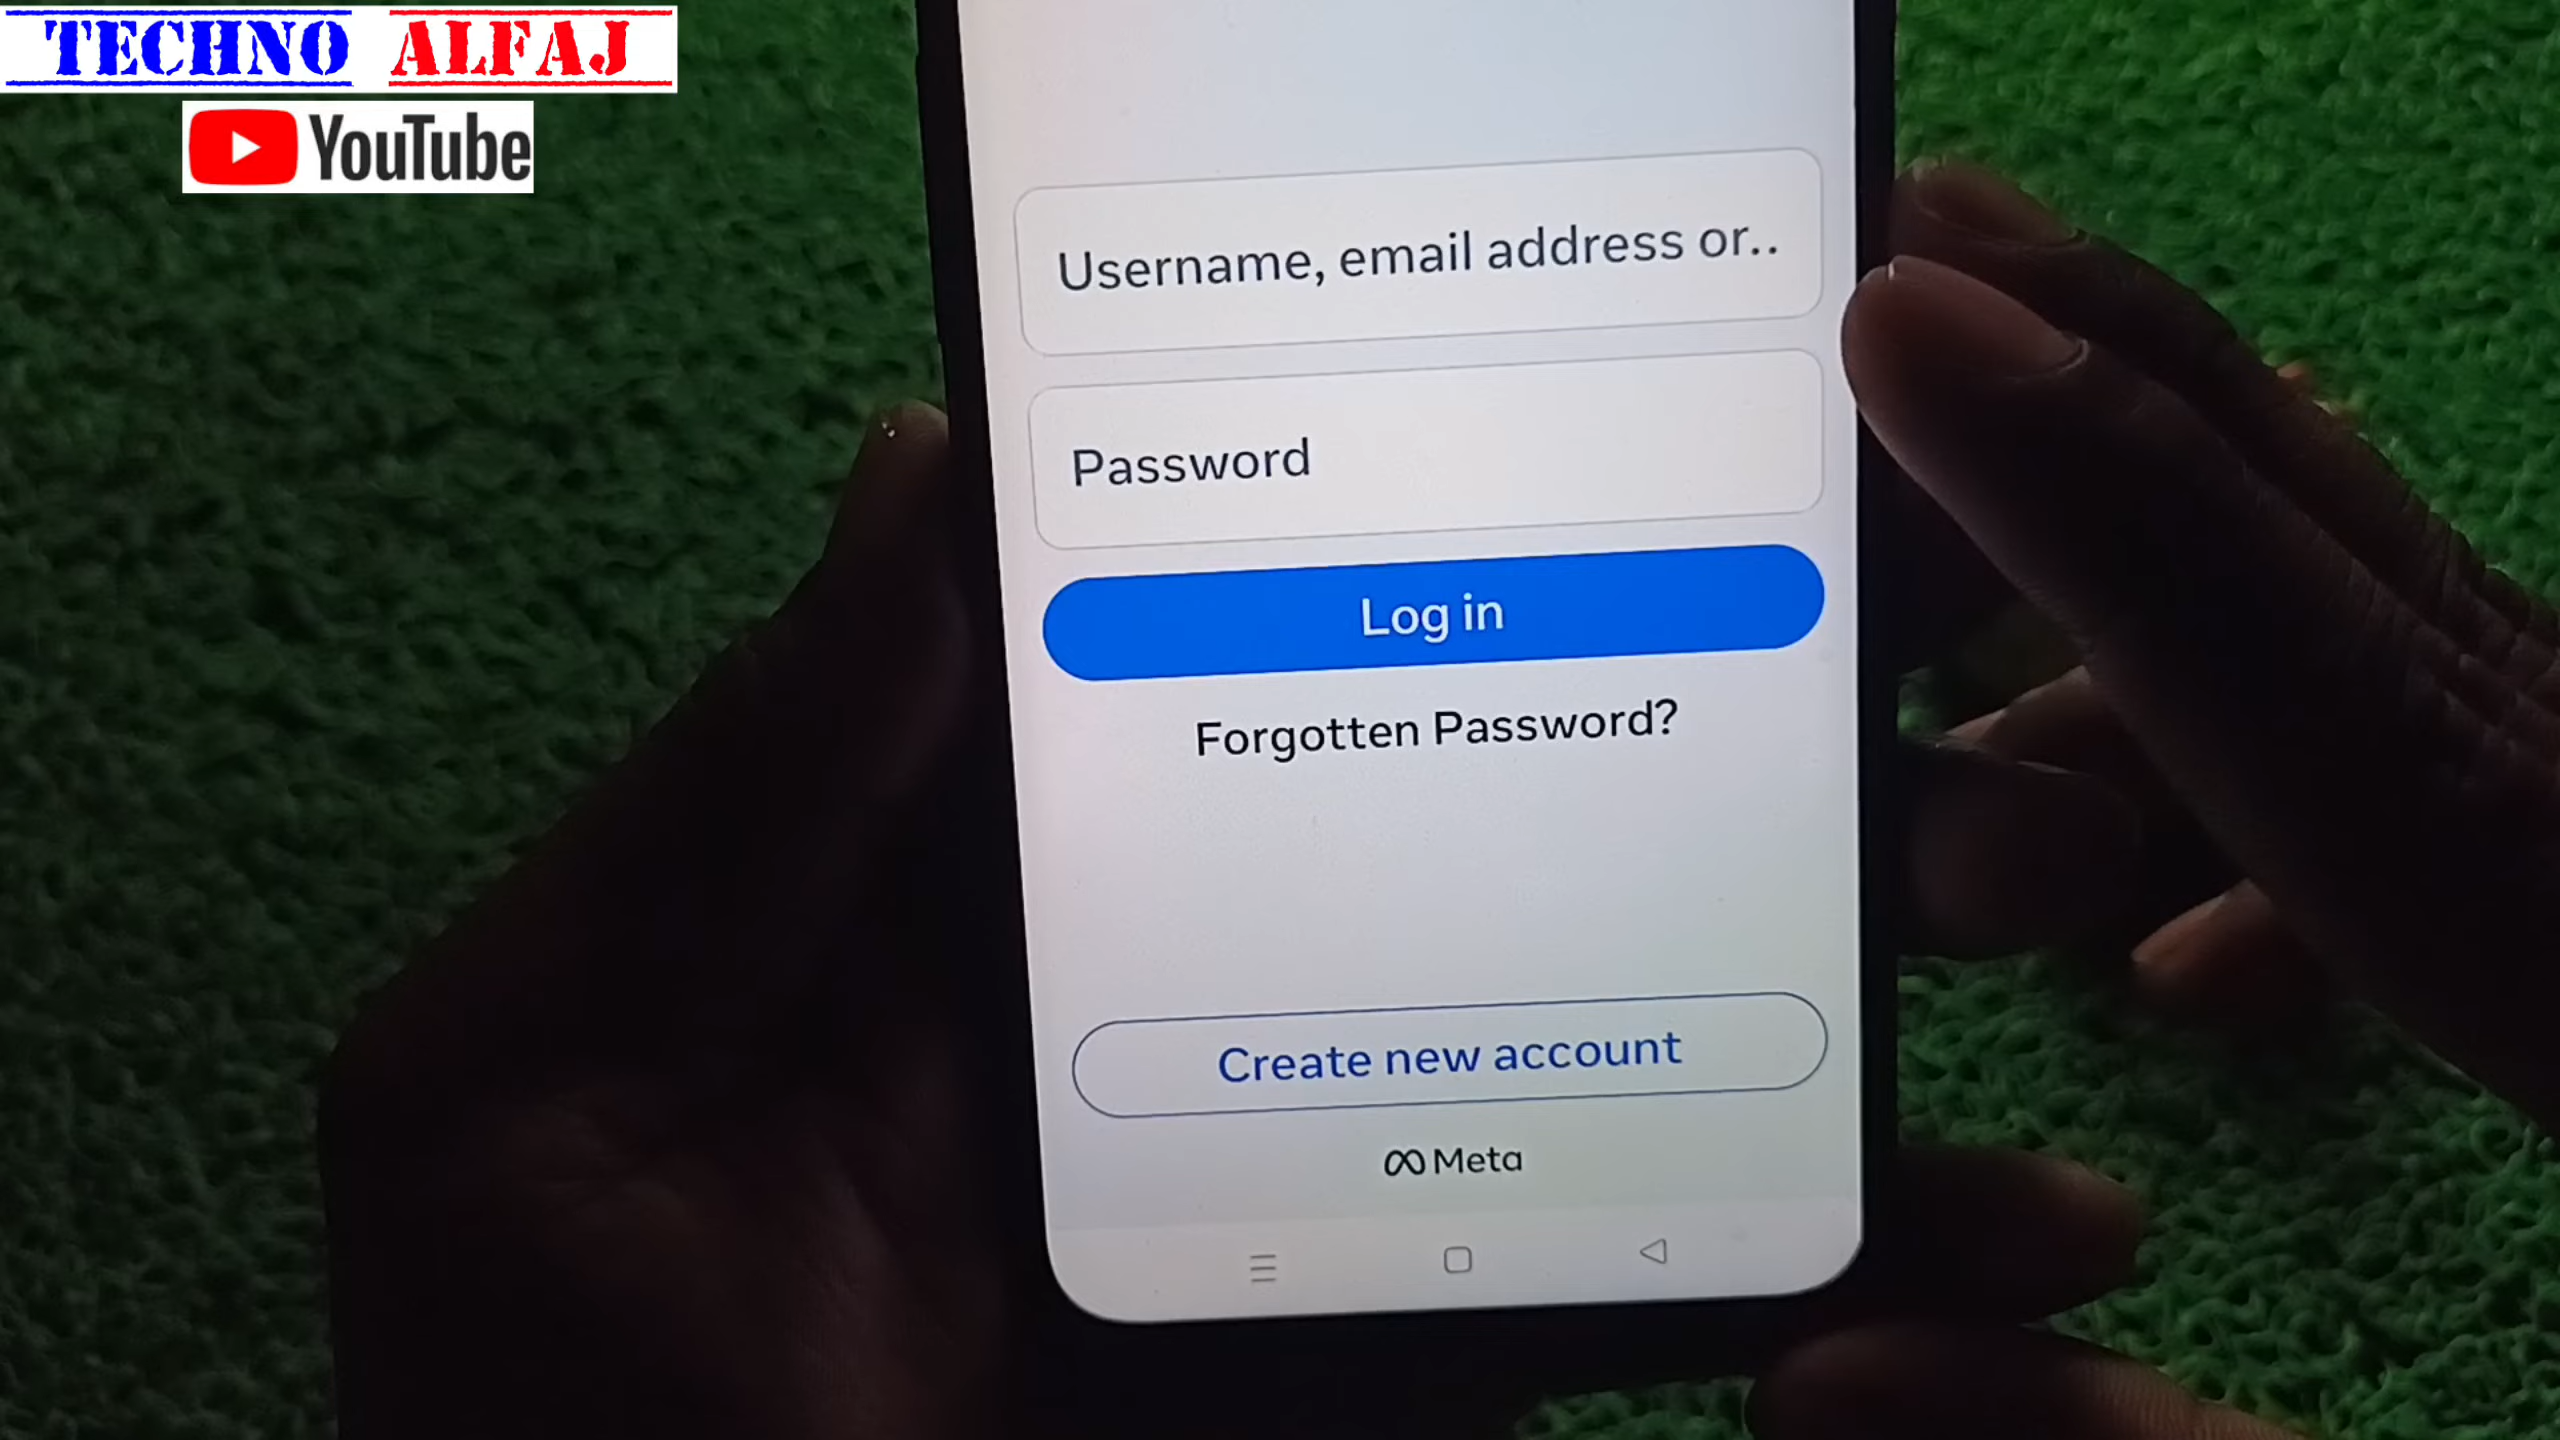 TECHNO ALFAJ
YouTube
Username, email address or..
Password
Log in
Forgotten Password?
Create new account
Meta